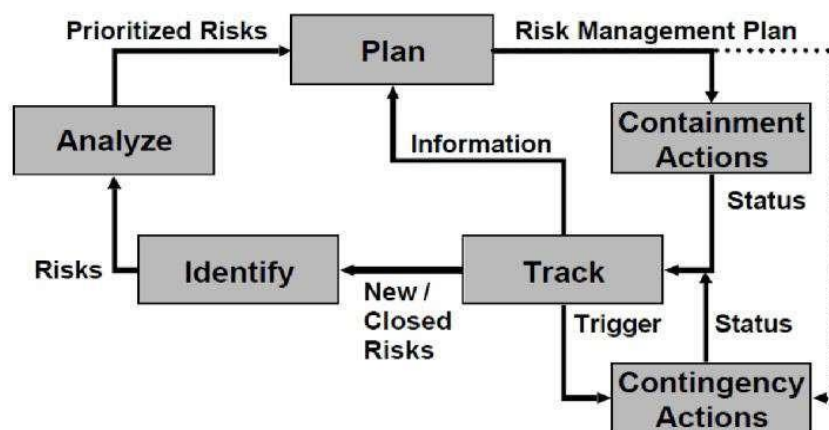 Prioritized Risks
Plan
Risk Management Plan
Analyze
Information
Containment
Actions
Status
Risks
Identify
Track
New /
Closed
Risks
Trigger
Status
Contingency
Actions